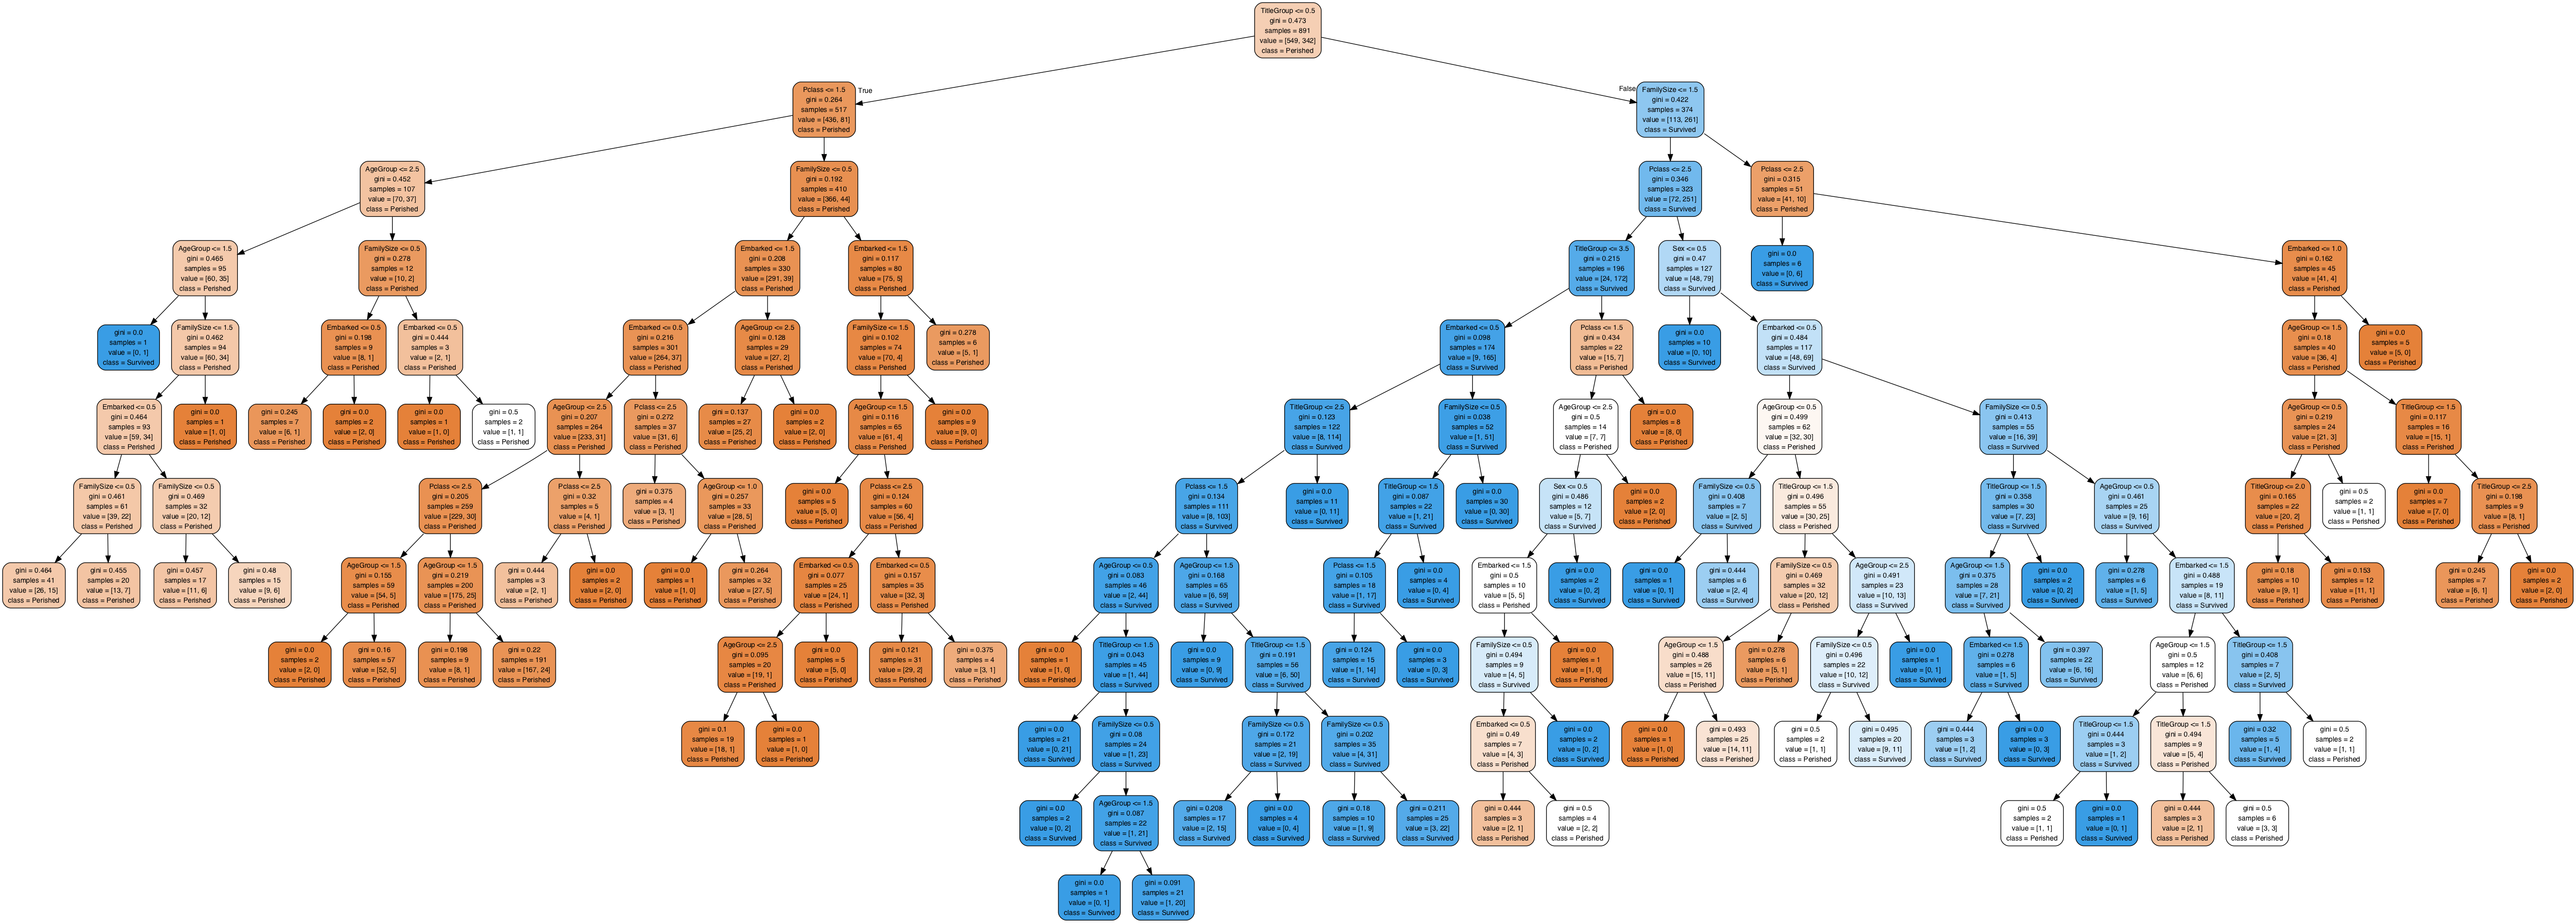 TitleGroup <= 0.5
gini = 0.473
samples = 891
value = [549, 342]
class = Perished
True
False
Pclass <= 1.5
gini = 0.264
samples = 517
value = [436, 81]
class = Perished
FamilySize <= 1.5
gini = 0.422
samples = 374
value = [113, 261]
class = Survived
AgeGroup <= 2.5
gini = 0.452
samples = 107
value = [70, 37]
class = Perished
FamilySize <= 0.5
gini = 0.192
samples = 410
value = [366, 44]
class = Perished
Pclass <= 2.5
gini = 0.346
samples = 323
value = [72, 251]
class = Survived
Pclass <= 2.5
gini = 0.315
samples = 51
value = [41, 10]
class = Perished
AgeGroup <= 1.5
gini = 0.465
samples = 95
value = [60, 35]
class = Perished
FamilySize <= 0.5
gini = 0.278
samples = 12
value = [10, 2]
class = Perished
Embarked <= 1.5
gini = 0.208
samples = 330
value = [291, 39]
class = Perished
Embarked <= 1.5
gini = 0.117
samples = 80
value = [75, 5]
class = Perished
TitleGroup <= 3.5
gini = 0.215
samples = 196
value = [24, 172]
class = Survived
Sex <= 0.5
gini = 0.47
samples = 127
value = [48, 79]
class = Survived
gini = 0.0
samples = 6
value = [0, 6]
class = Survived
Embarked <= 1.0
gini = 0.162
samples = 45
value = [41, 4]
class = Perished
gini = 0.0
samples = 1
value = [0, 1]
class = Survived
FamilySize <= 1.5
gini = 0.462
samples = 94
value = [60, 34]
class = Perished
Embarked <= 0.5
gini = 0.198
samples = 9
value = [8, 1]
class = Perished
Embarked <= 0.5
gini = 0.444
samples = 3
value = [2, 1]
class = Perished
Embarked <= 0.5
gini = 0.216
samples = 301
value = [264, 37]
class = Perished
AgeGroup <= 2.5
gini = 0.128
samples = 29
value = [27, 2]
class = Perished
FamilySize <= 1.5
gini = 0.102
samples = 74
value = [70, 4]
class = Perished
gini = 0.278
samples = 6
value = [5, 1]
class = Perished
Embarked <= 0.5
gini = 0.098
samples = 174
value = [9, 165]
class = Survived
Pclass <= 1.5
gini = 0.434
samples = 22
value = [15, 7]
class = Perished
gini = 0.0
samples = 10
value = [0, 10]
class = Survived
Embarked <= 0.5
gini = 0.484
samples = 117
value = [48, 69]
class = Survived
AgeGroup <= 1.5
gini = 0.18
samples = 40
value = [36, 4]
class = Perished
gini = 0.0
samples = 5
value = [5, 0]
class = Perished
Embarked <= 0.5
gini = 0.464
samples = 93
value = [59, 34]
class = Perished
gini = 0.0
samples = 1
value = [1, 0]
class = Perished
gini = 0.245
samples = 7
value = [6, 1]
class = Perished
gini = 0.0
samples = 2
value = [2, 0]
class = Perished
gini = 0.0
samples = 1
value = [1, 0]
class = Perished
gini = 0.5
samples = 2
value = [1, 1]
class = Perished
AgeGroup <= 2.5
gini = 0.207
samples = 264
value = [233, 31]
class = Perished
Pclass <= 2.5
gini = 0.272
samples = 37
value = [31, 6]
class = Perished
gini = 0.137
samples = 27
value = [25, 2]
class = Perished
gini = 0.0
samples = 2
value = [2, 0]
class = Perished
AgeGroup <= 1.5
gini = 0.116
samples = 65
value = [61, 4]
class = Perished
gini = 0.0
samples = 9
value = [9, 0]
class = Perished
TitleGroup <= 2.5
gini = 0.123
samples = 122
value = [8, 114]
class = Survived
FamilySize <= 0.5
gini = 0.038
samples = 52
value = [1, 51]
class = Survived
AgeGroup <= 2.5
gini = 0.5
samples = 14
value = [7, 7]
class = Perished
gini = 0.0
samples = 8
value = [8, 0]
class = Perished
AgeGroup <= 0.5
gini = 0.499
samples = 62
value = [32, 30]
class = Perished
FamilySize <= 0.5
gini = 0.413
samples = 55
value = [16, 39]
class = Survived
AgeGroup <= 0.5
gini = 0.219
samples = 24
value = [21, 3]
class = Perished
TitleGroup <= 1.5
gini = 0.117
samples = 16
value = [15, 1]
class = Perished
FamilySize <= 0.5
gini = 0.461
samples = 61
value = [39, 22]
class = Perished
FamilySize <= 0.5
gini = 0.469
samples = 32
value = [20, 12]
class = Perished
Pclass <= 2.5
gini = 0.205
samples = 259
value = [229, 30]
class = Perished
Pclass <= 2.5
gini = 0.32
samples = 5
value = [4, 1]
class = Perished
gini = 0.375
samples = 4
value = [3, 1]
class = Perished
AgeGroup <= 1.0
gini = 0.257
samples = 33
value = [28, 5]
class = Perished
gini = 0.0
samples = 5
value = [5, 0]
class = Perished
Pclass <= 2.5
gini = 0.124
samples = 60
value = [56, 4]
class = Perished
Pclass <= 1.5
gini = 0.134
samples = 111
value = [8, 103]
class = Survived
gini = 0.0
samples = 11
value = [0, 11]
class = Survived
TitleGroup <= 1.5
gini = 0.087
samples = 22
value = [1, 21]
class = Survived
gini = 0.0
samples = 30
value = [0, 30]
class = Survived
Sex <= 0.5
gini = 0.486
samples = 12
value = [5, 7]
class = Survived
gini = 0.0
samples = 2
value = [2, 0]
class = Perished
FamilySize <= 0.5
gini = 0.408
samples = 7
value = [2, 5]
class = Survived
TitleGroup <= 1.5
gini = 0.496
samples = 55
value = [30, 25]
class = Perished
TitleGroup <= 1.5
gini = 0.358
samples = 30
value = [7, 23]
class = Survived
AgeGroup <= 0.5
gini = 0.461
samples = 25
value = [9, 16]
class = Survived
TitleGroup <= 2.0
gini = 0.165
samples = 22
value = [20, 2]
class = Perished
gini = 0.5
samples = 2
value = [1, 1]
class = Perished
gini = 0.0
samples = 7
value = [7, 0]
class = Perished
TitleGroup <= 2.5
gini = 0.198
samples = 9
value = [8, 1]
class = Perished
gini = 0.464
samples = 41
value = [26, 15]
class = Perished
gini = 0.455
samples = 20
value = [13, 7]
class = Perished
gini = 0.457
samples = 17
value = [11, 6]
class = Perished
gini = 0.48
samples = 15
value = [9, 6]
class = Perished
AgeGroup <= 1.5
gini = 0.155
samples = 59
value = [54, 5]
class = Perished
AgeGroup <= 1.5
gini = 0.219
samples = 200
value = [175, 25]
class = Perished
gini = 0.444
samples = 3
value = [2, 1]
class = Perished
gini = 0.0
samples = 2
value = [2, 0]
class = Perished
gini = 0.0
samples = 1
value = [1, 0]
class = Perished
gini = 0.264
samples = 32
value = [27, 5]
class = Perished
Embarked <= 0.5
gini = 0.077
samples = 25
value = [24, 1]
class = Perished
Embarked <= 0.5
gini = 0.157
samples = 35
value = [32, 3]
class = Perished
AgeGroup <= 0.5
gini = 0.083
samples = 46
value = [2, 44]
class = Survived
AgeGroup <= 1.5
gini = 0.168
samples = 65
value = [6, 59]
class = Survived
Pclass <= 1.5
gini = 0.105
samples = 18
value = [1, 17]
class = Survived
gini = 0.0
samples = 4
value = [0, 4]
class = Survived
Embarked <= 1.5
gini = 0.5
samples = 10
value = [5, 5]
class = Perished
gini = 0.0
samples = 2
value = [0, 2]
class = Survived
gini = 0.0
samples = 1
value = [0, 1]
class = Survived
gini = 0.444
samples = 6
value = [2, 4]
class = Survived
FamilySize <= 0.5
gini = 0.469
samples = 32
value = [20, 12]
class = Perished
AgeGroup <= 2.5
gini = 0.491
samples = 23
value = [10, 13]
class = Survived
AgeGroup <= 1.5
gini = 0.375
samples = 28
value = [7, 21]
class = Survived
gini = 0.0
samples = 2
value = [0, 2]
class = Survived
gini = 0.278
samples = 6
value = [1, 5]
class = Survived
Embarked <= 1.5
gini = 0.488
samples = 19
value = [8, 11]
class = Survived
gini = 0.18
samples = 10
value = [9, 1]
class = Perished
gini = 0.153
samples = 12
value = [11, 1]
class = Perished
gini = 0.245
samples = 7
value = [6, 1]
class = Perished
gini = 0.0
samples = 2
value = [2, 0]
class = Perished
gini = 0.0
samples = 2
value = [2, 0]
class = Perished
gini = 0.16
samples = 57
value = [52, 5]
class = Perished
gini = 0.198
samples = 9
value = [8, 1]
class = Perished
gini = 0.22
samples = 191
value = [167, 24]
class = Perished
AgeGroup <= 2.5
gini = 0.095
samples = 20
value = [19, 1]
class = Perished
gini = 0.0
samples = 5
value = [5, 0]
class = Perished
gini = 0.121
samples = 31
value = [29, 2]
class = Perished
gini = 0.375
samples = 4
value = [3, 1]
class = Perished
gini = 0.0
samples = 1
value = [1, 0]
class = Perished
TitleGroup <= 1.5
gini = 0.043
samples = 45
value = [1, 44]
class = Survived
gini = 0.0
samples = 9
value = [0, 9]
class = Survived
TitleGroup <= 1.5
gini = 0.191
samples = 56
value = [6, 50]
class = Survived
gini = 0.124
samples = 15
value = [1, 14]
class = Survived
gini = 0.0
samples = 3
value = [0, 3]
class = Survived
FamilySize <= 0.5
gini = 0.494
samples = 9
value = [4, 5]
class = Survived
gini = 0.0
samples = 1
value = [1, 0]
class = Perished
AgeGroup <= 1.5
gini = 0.488
samples = 26
value = [15, 11]
class = Perished
gini = 0.278
samples = 6
value = [5, 1]
class = Perished
FamilySize <= 0.5
gini = 0.496
samples = 22
value = [10, 12]
class = Survived
gini = 0.0
samples = 1
value = [0, 1]
class = Survived
Embarked <= 1.5
gini = 0.278
samples = 6
value = [1, 5]
class = Survived
gini = 0.397
samples = 22
value = [6, 16]
class = Survived
AgeGroup <= 1.5
gini = 0.5
samples = 12
value = [6, 6]
class = Perished
TitleGroup <= 1.5
gini = 0.408
samples = 7
value = [2, 5]
class = Survived
gini = 0.1
samples = 19
value = [18, 1]
class = Perished
gini = 0.0
samples = 1
value = [1, 0]
class = Perished
gini = 0.0
samples = 21
value = [0, 21]
class = Survived
FamilySize <= 0.5
gini = 0.08
samples = 24
value = [1, 23]
class = Survived
FamilySize <= 0.5
gini = 0.172
samples = 21
value = [2, 19]
class = Survived
FamilySize <= 0.5
gini = 0.202
samples = 35
value = [4, 31]
class = Survived
Embarked <= 0.5
gini = 0.49
samples = 7
value = [4, 3]
class = Perished
gini = 0.0
samples = 2
value = [0, 2]
class = Survived
gini = 0.0
samples = 1
value = [1, 0]
class = Perished
gini = 0.493
samples = 25
value = [14, 11]
class = Perished
gini = 0.5
samples = 2
value = [1, 1]
class = Perished
gini = 0.495
samples = 20
value = [9, 11]
class = Survived
gini = 0.444
samples = 3
value = [1, 2]
class = Survived
gini = 0.0
samples = 3
value = [0, 3]
class = Survived
TitleGroup <= 1.5
gini = 0.444
samples = 3
value = [1, 2]
class = Survived
TitleGroup <= 1.5
gini = 0.494
samples = 9
value = [5, 4]
class = Perished
gini = 0.32
samples = 5
value = [1, 4]
class = Survived
gini = 0.5
samples = 2
value = [1, 1]
class = Perished
gini = 0.0
samples = 2
value = [0, 2]
class = Survived
AgeGroup <= 1.5
gini = 0.087
samples = 22
value = [1, 21]
class = Survived
gini = 0.208
samples = 17
value = [2, 15]
class = Survived
gini = 0.0
samples = 4
value = [0, 4]
class = Survived
gini = 0.18
samples = 10
value = [1, 9]
class = Survived
gini = 0.211
samples = 25
value = [3, 22]
class = Survived
gini = 0.444
samples = 3
value = [2, 1]
class = Perished
gini = 0.5
samples = 4
value = [2, 2]
class = Perished
gini = 0.5
samples = 2
value = [1, 1]
class = Perished
gini = 0.0
samples = 1
value = [0, 1]
class = Survived
gini = 0.444
samples = 3
value = [2, 1]
class = Perished
gini = 0.5
samples = 6
value = [3, 3]
class = Perished
gini = 0.0
samples = 1
value = [0, 1]
class = Survived
gini = 0.091
samples = 21
value = [1, 20]
class = Survived